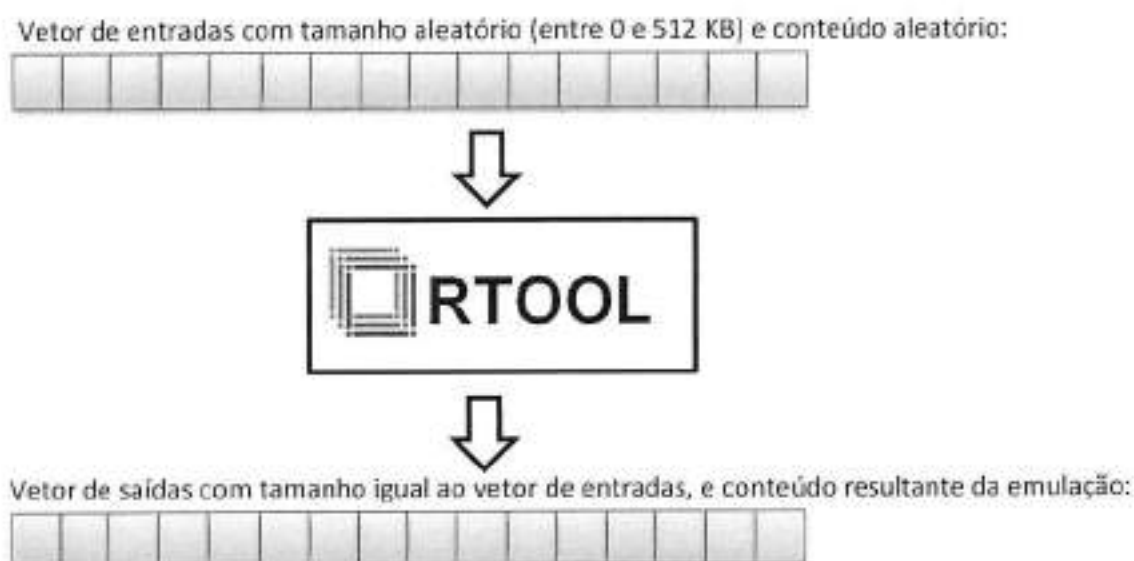 Vetor de entradas com tamanho aleatório (entre 0 e 512 KB) e conteúdo aleatório:
RTOOL
Vetor de saídas com tamanho igual ao vetor de entradas, e conteúdo resultante da emulação: